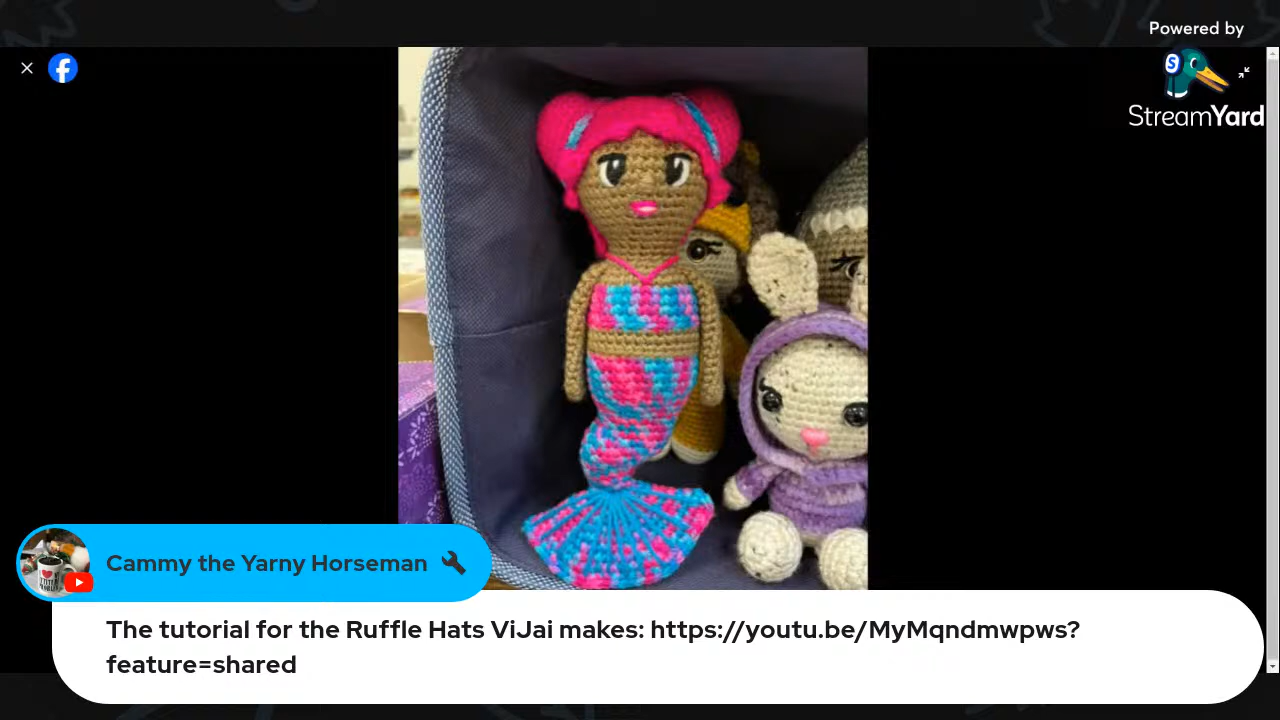 Powered by
StreamYard
Cammy the Yarny Horseman
The tutorial for the Ruffle Hats ViJai makes: https://youtu.be/MyMqndmwpws?
feature=shared